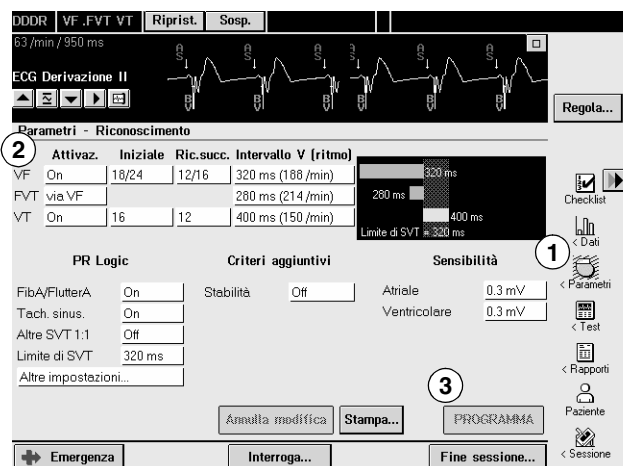 DDDR VF .FVT VT Riprist. Sosp.
63 /min / 950 ms
ECG Derivazione II
A S A S A S A S A S
V S B V S B V S B V S B V S B
Regola...
Parametri - Riconoscimento
2
Attivaz. Iniziale Ric.succ. Intervallo V (ritmo)
VF On 18/24 12/16 320 ms (188 /min)
FVT via VF 280 ms (214 /min)
VT On 16 12 400 ms (150 /min)
320 ms
280 ms
400 ms
Limite di SVT = 320 ms
Checklist
< Dati
1
< Parametri
< Test
< Rapporti
Paziente
< Sessione
PR Logic Criteri aggiuntivi Sensibilità
FibA/FlutterA On Stabilità Off Atriale 0.3 mV
Tach. sinus. On Ventricolare 0.3 mV
Altre SVT 1:1 Off
Limite di SVT 320 ms
Altre impostazioni...
3
Annulla modifica Stampa... PROGRAMMA
Emergenza Interroga... Fine sessione...